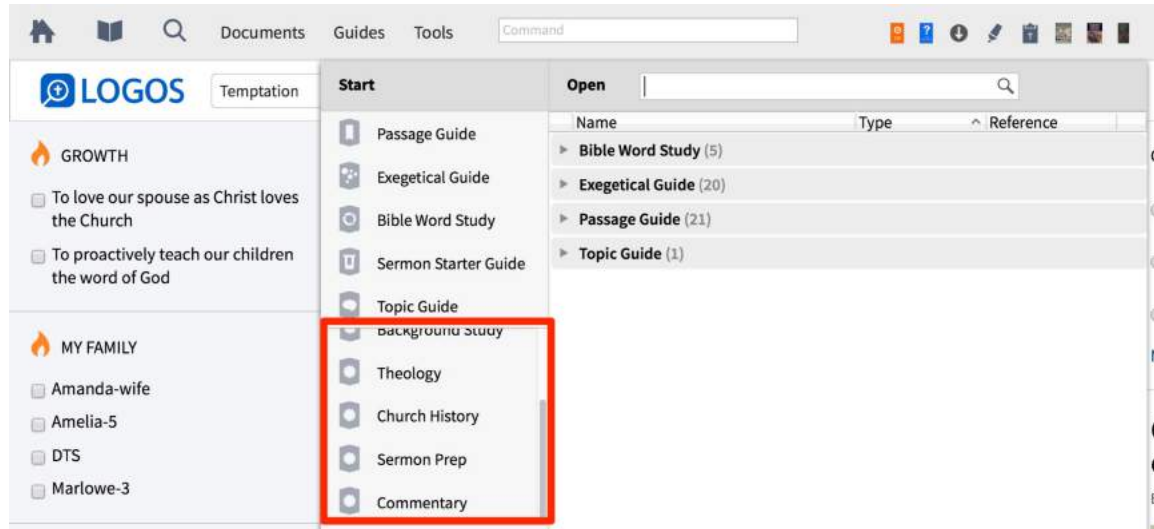 Documents
Guides
Tools
Command
LOGOS
Temptation
GROWTH
To love our spouse as Christ loves
the Church
To proactively teach our children
the word of God
MY FAMILY
Amanda-wife
Amelia-5
DTS
Marlowe-3
Start
Passage Guide
Exegetical Guide
Bible Word Study
Sermon Starter Guide
Topic Guide
Background Study
Theology
Church History
Sermon Prep
Commentary
Open
Name
Type
Reference
Bible Word Study (5)
Exegetical Guide (20)
Passage Guide (21)
Topic Guide (1)